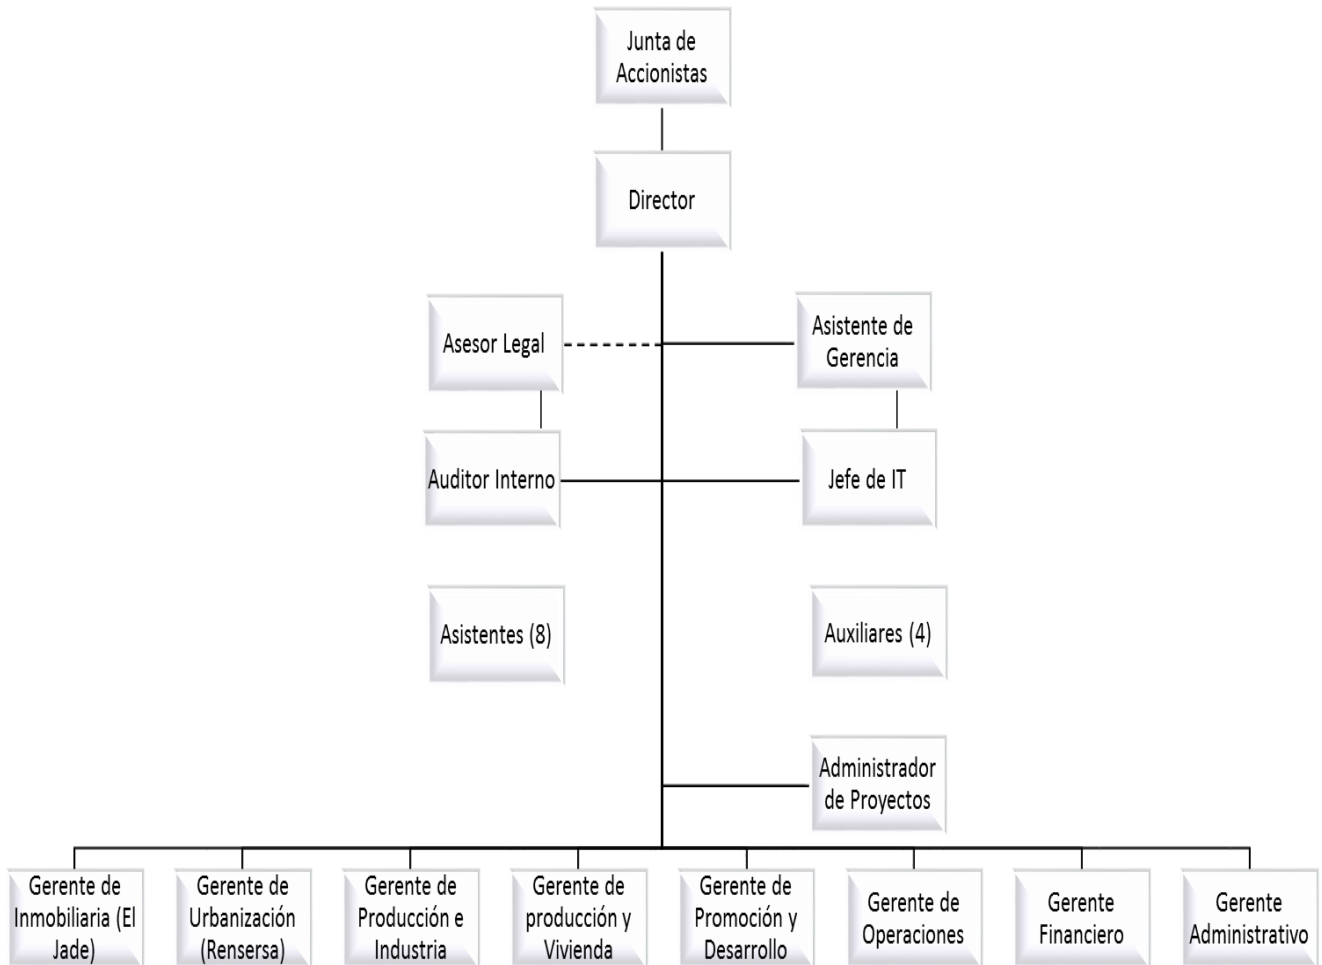 Junta de
Accionistas
Director
Asesor Legal
Asistente de
Gerencia
Auditor Interno
Jefe de IT
Asistentes (8)
Auxiliares (4)
Administrador
de Proyectos
Gerente de
Inmobiliaria (El
Jade)
Gerente de
Urbanización
(Rensersa)
Gerente de
Producción e
Industria
Gerente de
producción y
Vivienda
Gerente de
Promoción y
Desarrollo
Gerente de
Operaciones
Gerente
Financiero
Gerente
Administrativo